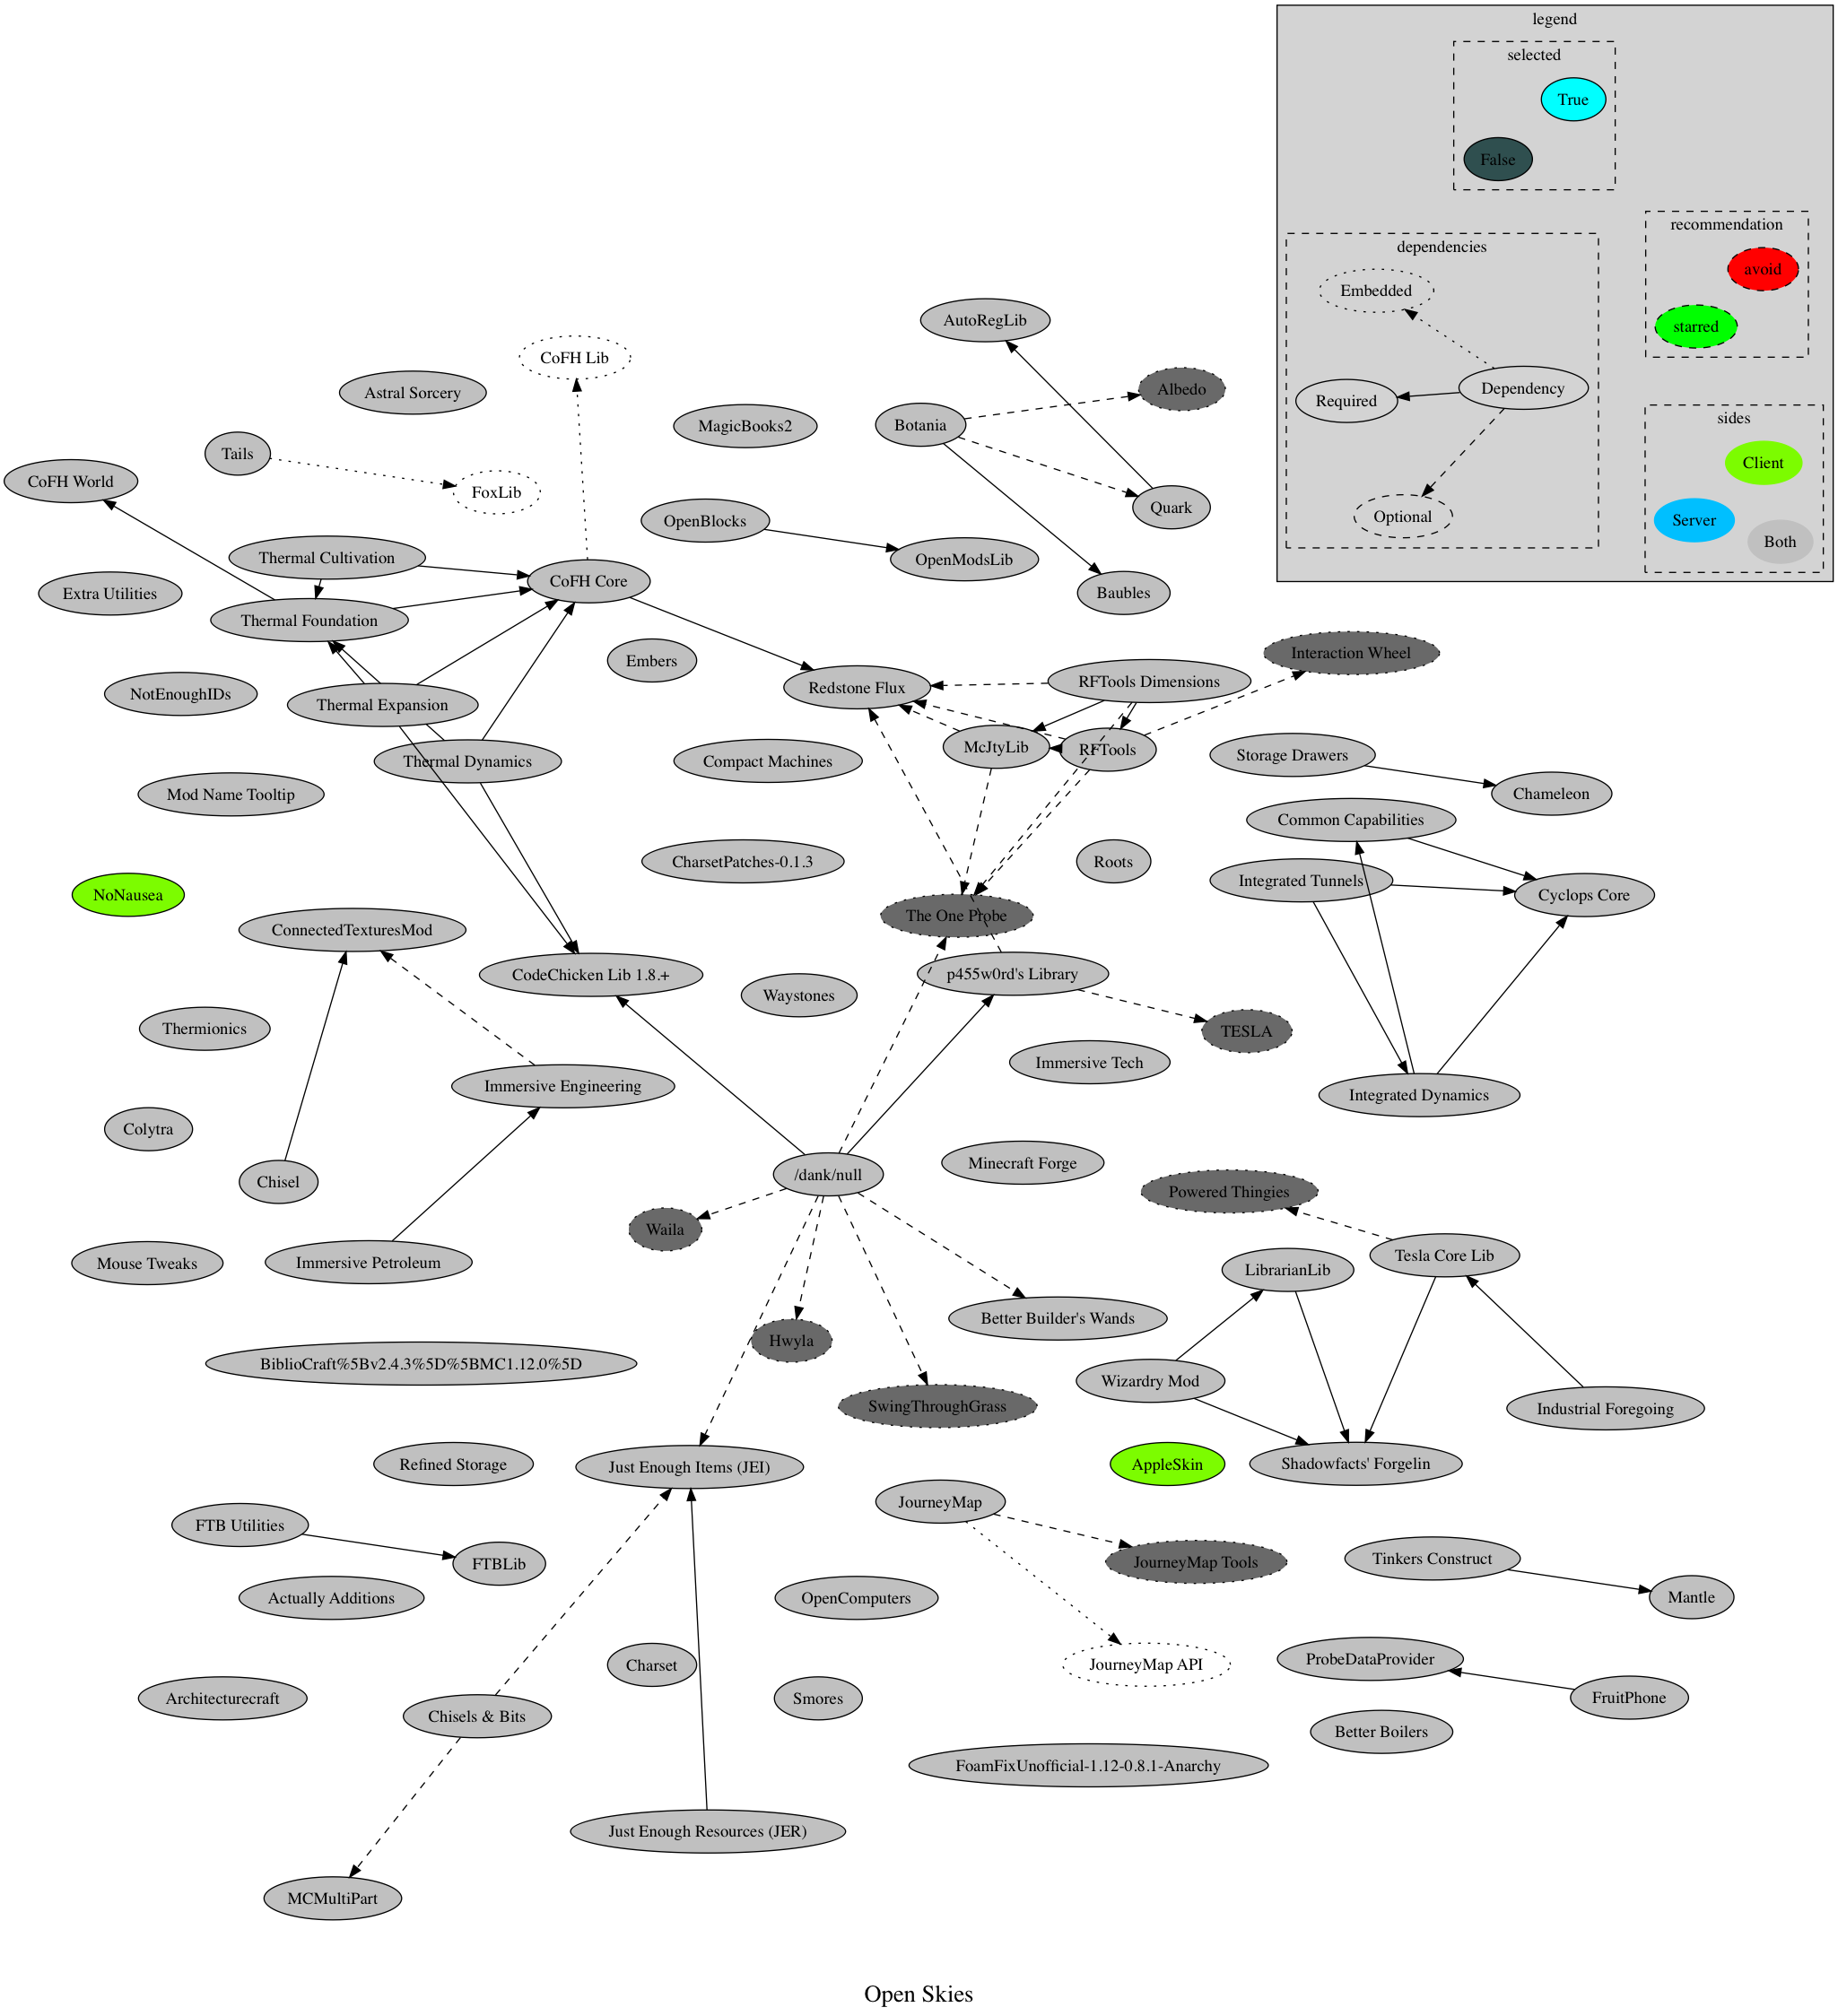 legend
selected
True
False
recommendation
avoid
starred
dependencies
Embedded
Dependency
Required
Optional
sides
Client
Server
Both
AutoRegLib
CoFH Lib
Albedo
Astral Sorcery
MagicBooks2
Botania
Tails
CoFH World
FoxLib
Quark
OpenBlocks
OpenModsLib
Thermal Cultivation
CoFH Core
Extra Utilities
Baubles
Thermal Foundation
Interaction Wheel
Embers
RFTools Dimensions
Redstone Flux
NotEnoughIDs
Thermal Expansion
McJtyLib
RFTools
Storage Drawers
Thermal Dynamics
Compact Machines
Mod Name Tooltip
Chameleon
Common Capabilities
CharsetPatches-0.1.3
Roots
Integrated Tunnels
NoNausea
Cyclops Core
The One Probe
ConnectedTexturesMod
CodeChicken Lib 1.8.+
p455w0rd's Library
Waystones
Thermionics
TESLA
Immersive Tech
Immersive Engineering
Integrated Dynamics
Colytra
Minecraft Forge
/dank/null
Chisel
Powered Thingies
Waila
Tesla Core Lib
Mouse Tweaks
Immersive Petroleum
LibrarianLib
Better Builder's Wands
Hwyla
BiblioCraft%5Bv2.4.3%5D%5BMC1.12.0%5D
Wizardry Mod
SwingThroughGrass
Industrial Foregoing
Refined Storage
Just Enough Items (JEI)
AppleSkin
Shadowfacts' Forgelin
JourneyMap
FTB Utilities
FTBLib
JourneyMap Tools
Tinkers Construct
Actually Additions
OpenComputers
Mantle
Charset
JourneyMap API
ProbeDataProvider
Architecturecraft
Smores
FruitPhone
Chisels & Bits
Better Boilers
FoamFixUnofficial-1.12-0.8.1-Anarchy
Just Enough Resources (JER)
MCMultiPart
Open Skies